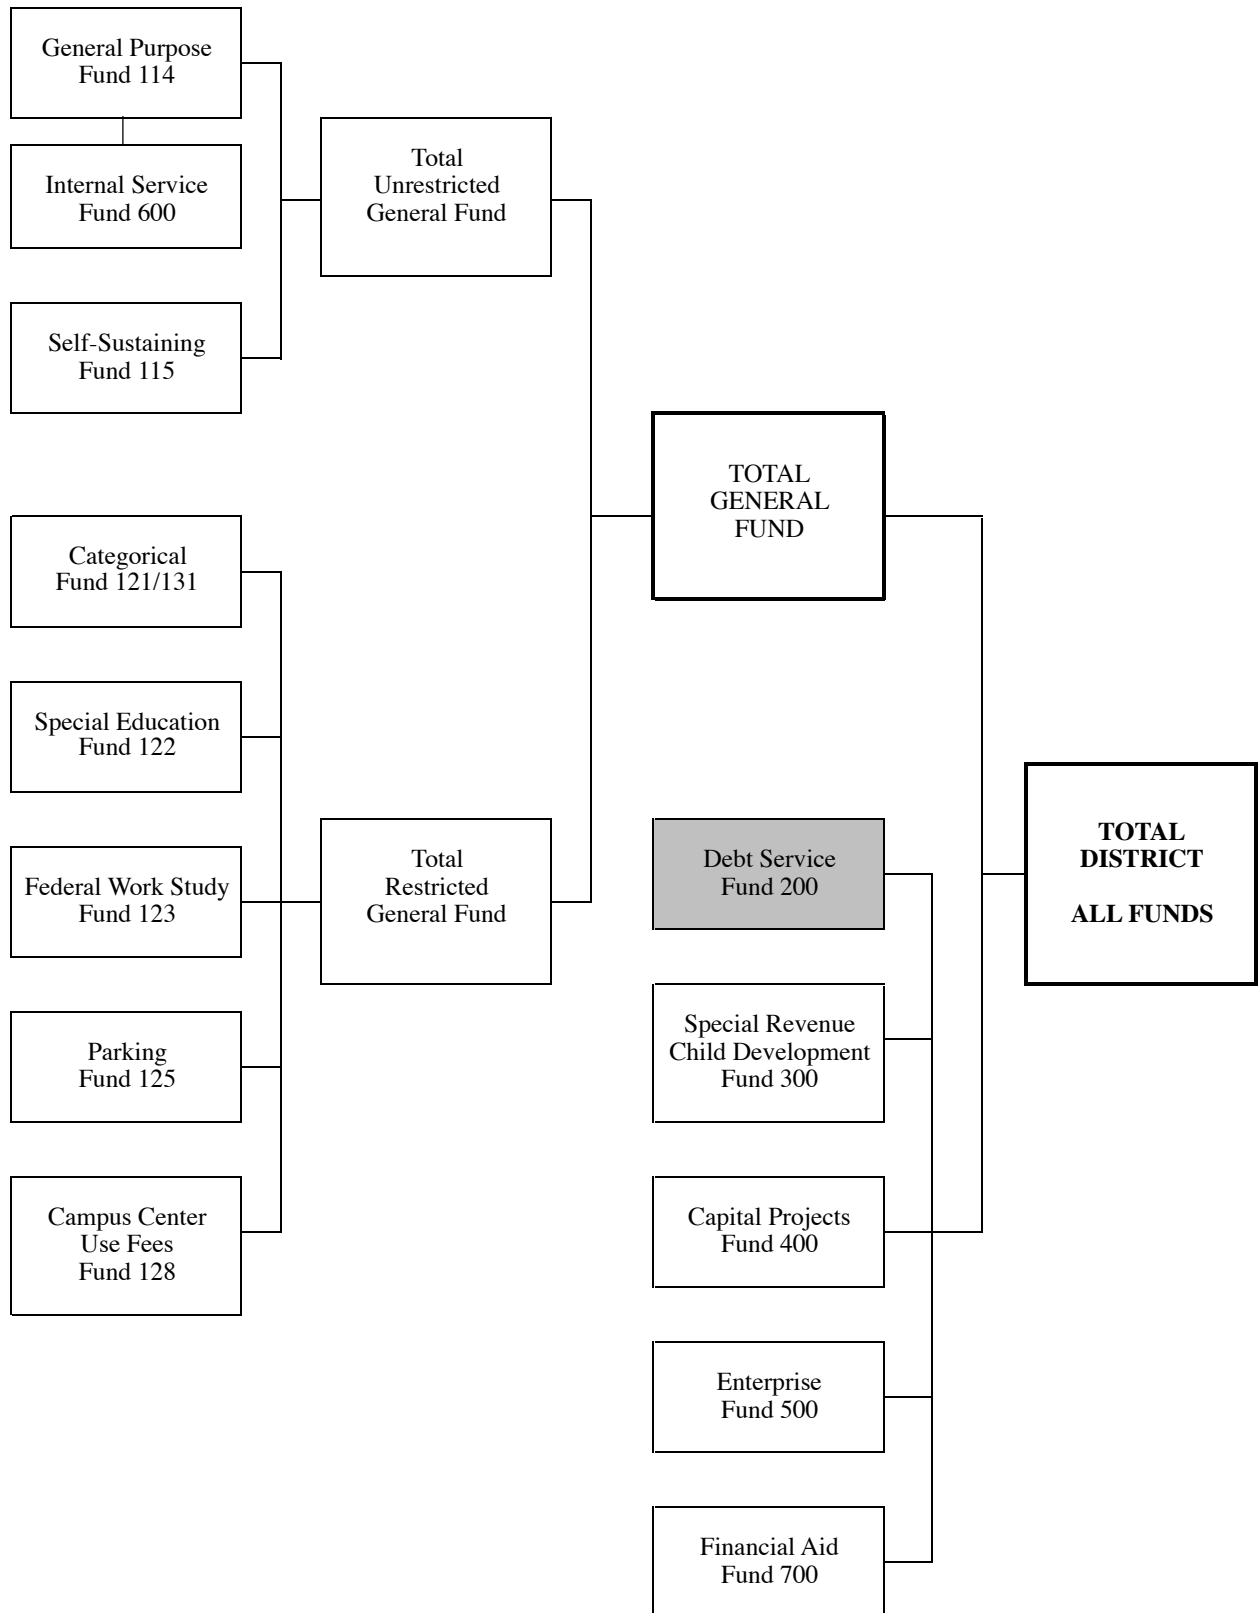 General Purpose
Fund 114
Internal Service
Fund 600
Self-Sustaining
Fund 115
Total
Unrestricted
General Fund
Categorical
Fund 121/131
Special Education
Fund 122
Federal Work Study
Fund 123
Parking
Fund 125
Campus Center
Use Fees
Fund 128
Total
Restricted
General Fund
TOTAL
GENERAL
FUND
Debt Service
Fund 200
Special Revenue
Child Development
Fund 300
Capital Projects
Fund 400
Enterprise
Fund 500
Financial Aid
Fund 700
TOTAL
DISTRICT
ALL FUNDS